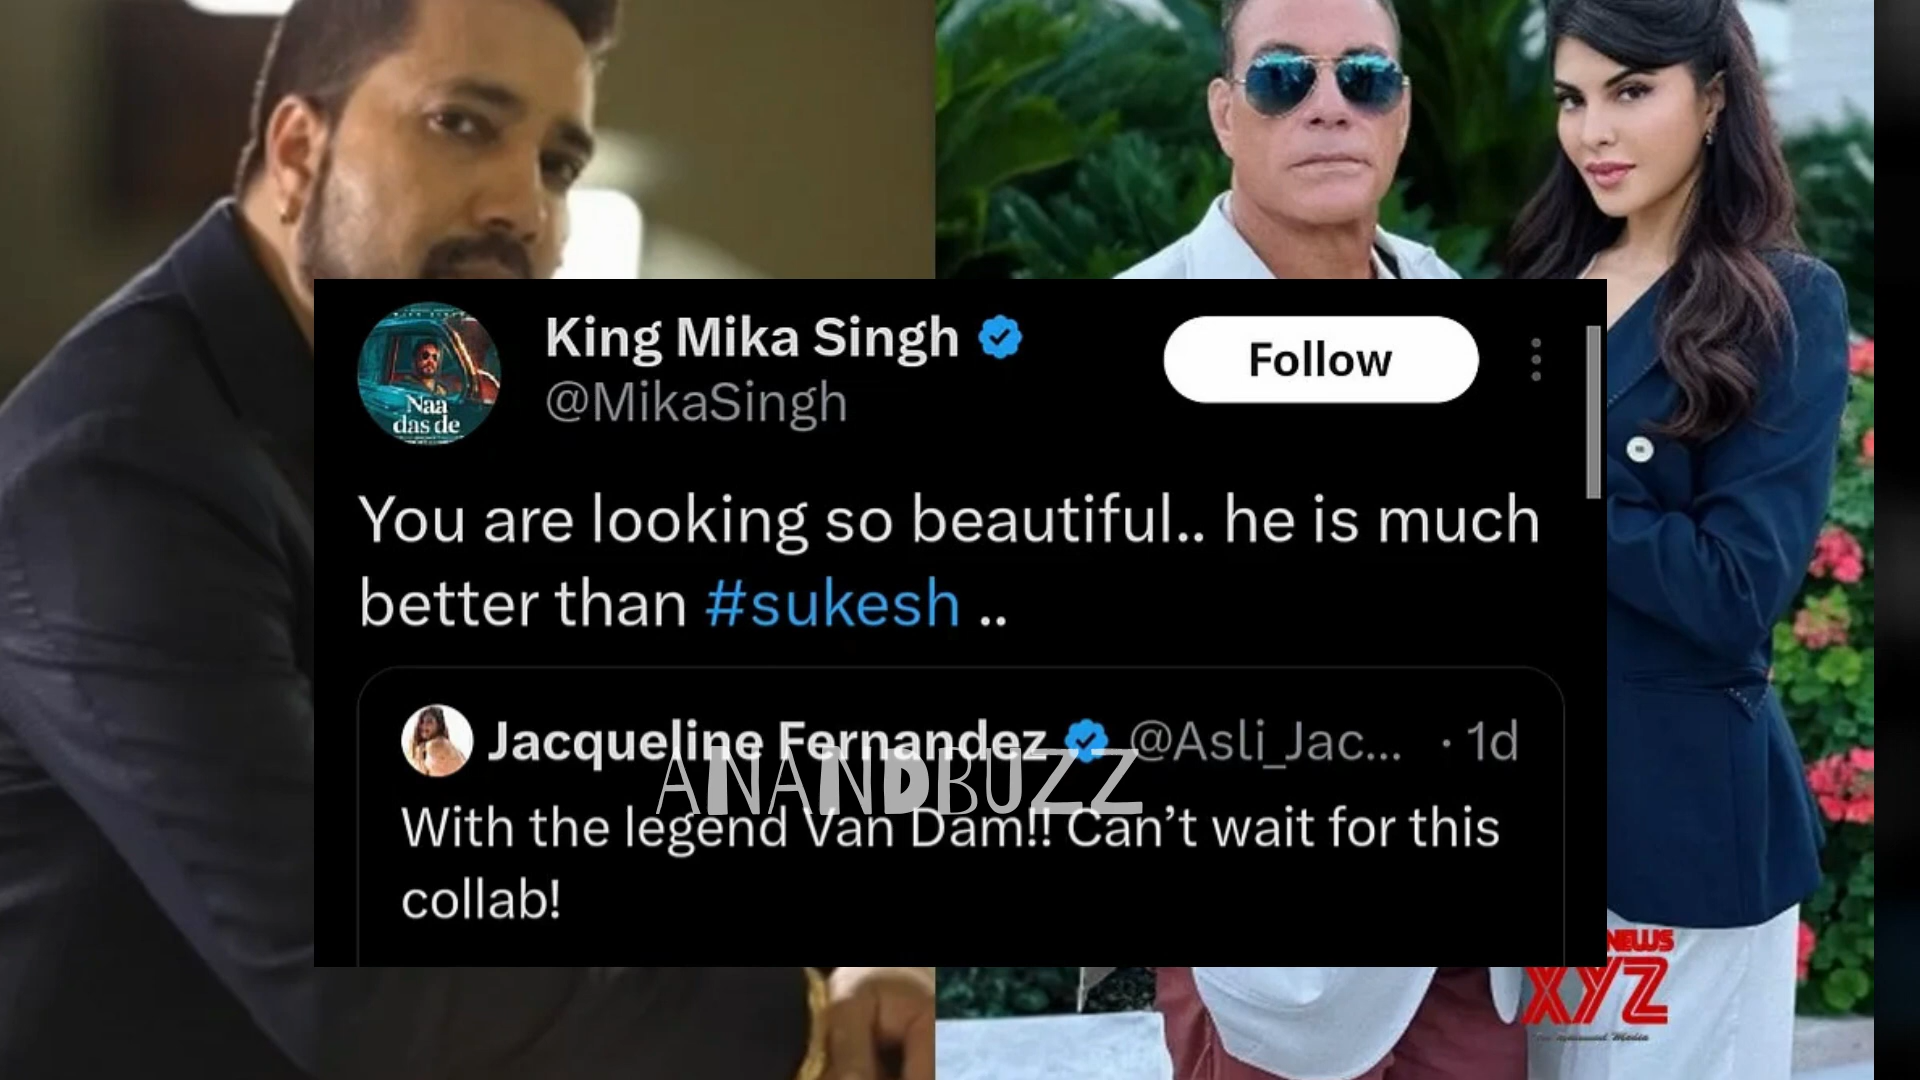 King Mika Singh
@MikaSingh
Follow
Naa
das de
You are looking so beautiful.. he is much
better than #sukesh ..
Jacqueline Fernandez @Asli_Jac... · 1d
ANANDBUZZ
With the legend Van Dam!! Can’t wait for this
collab!
NEWS
XYZ